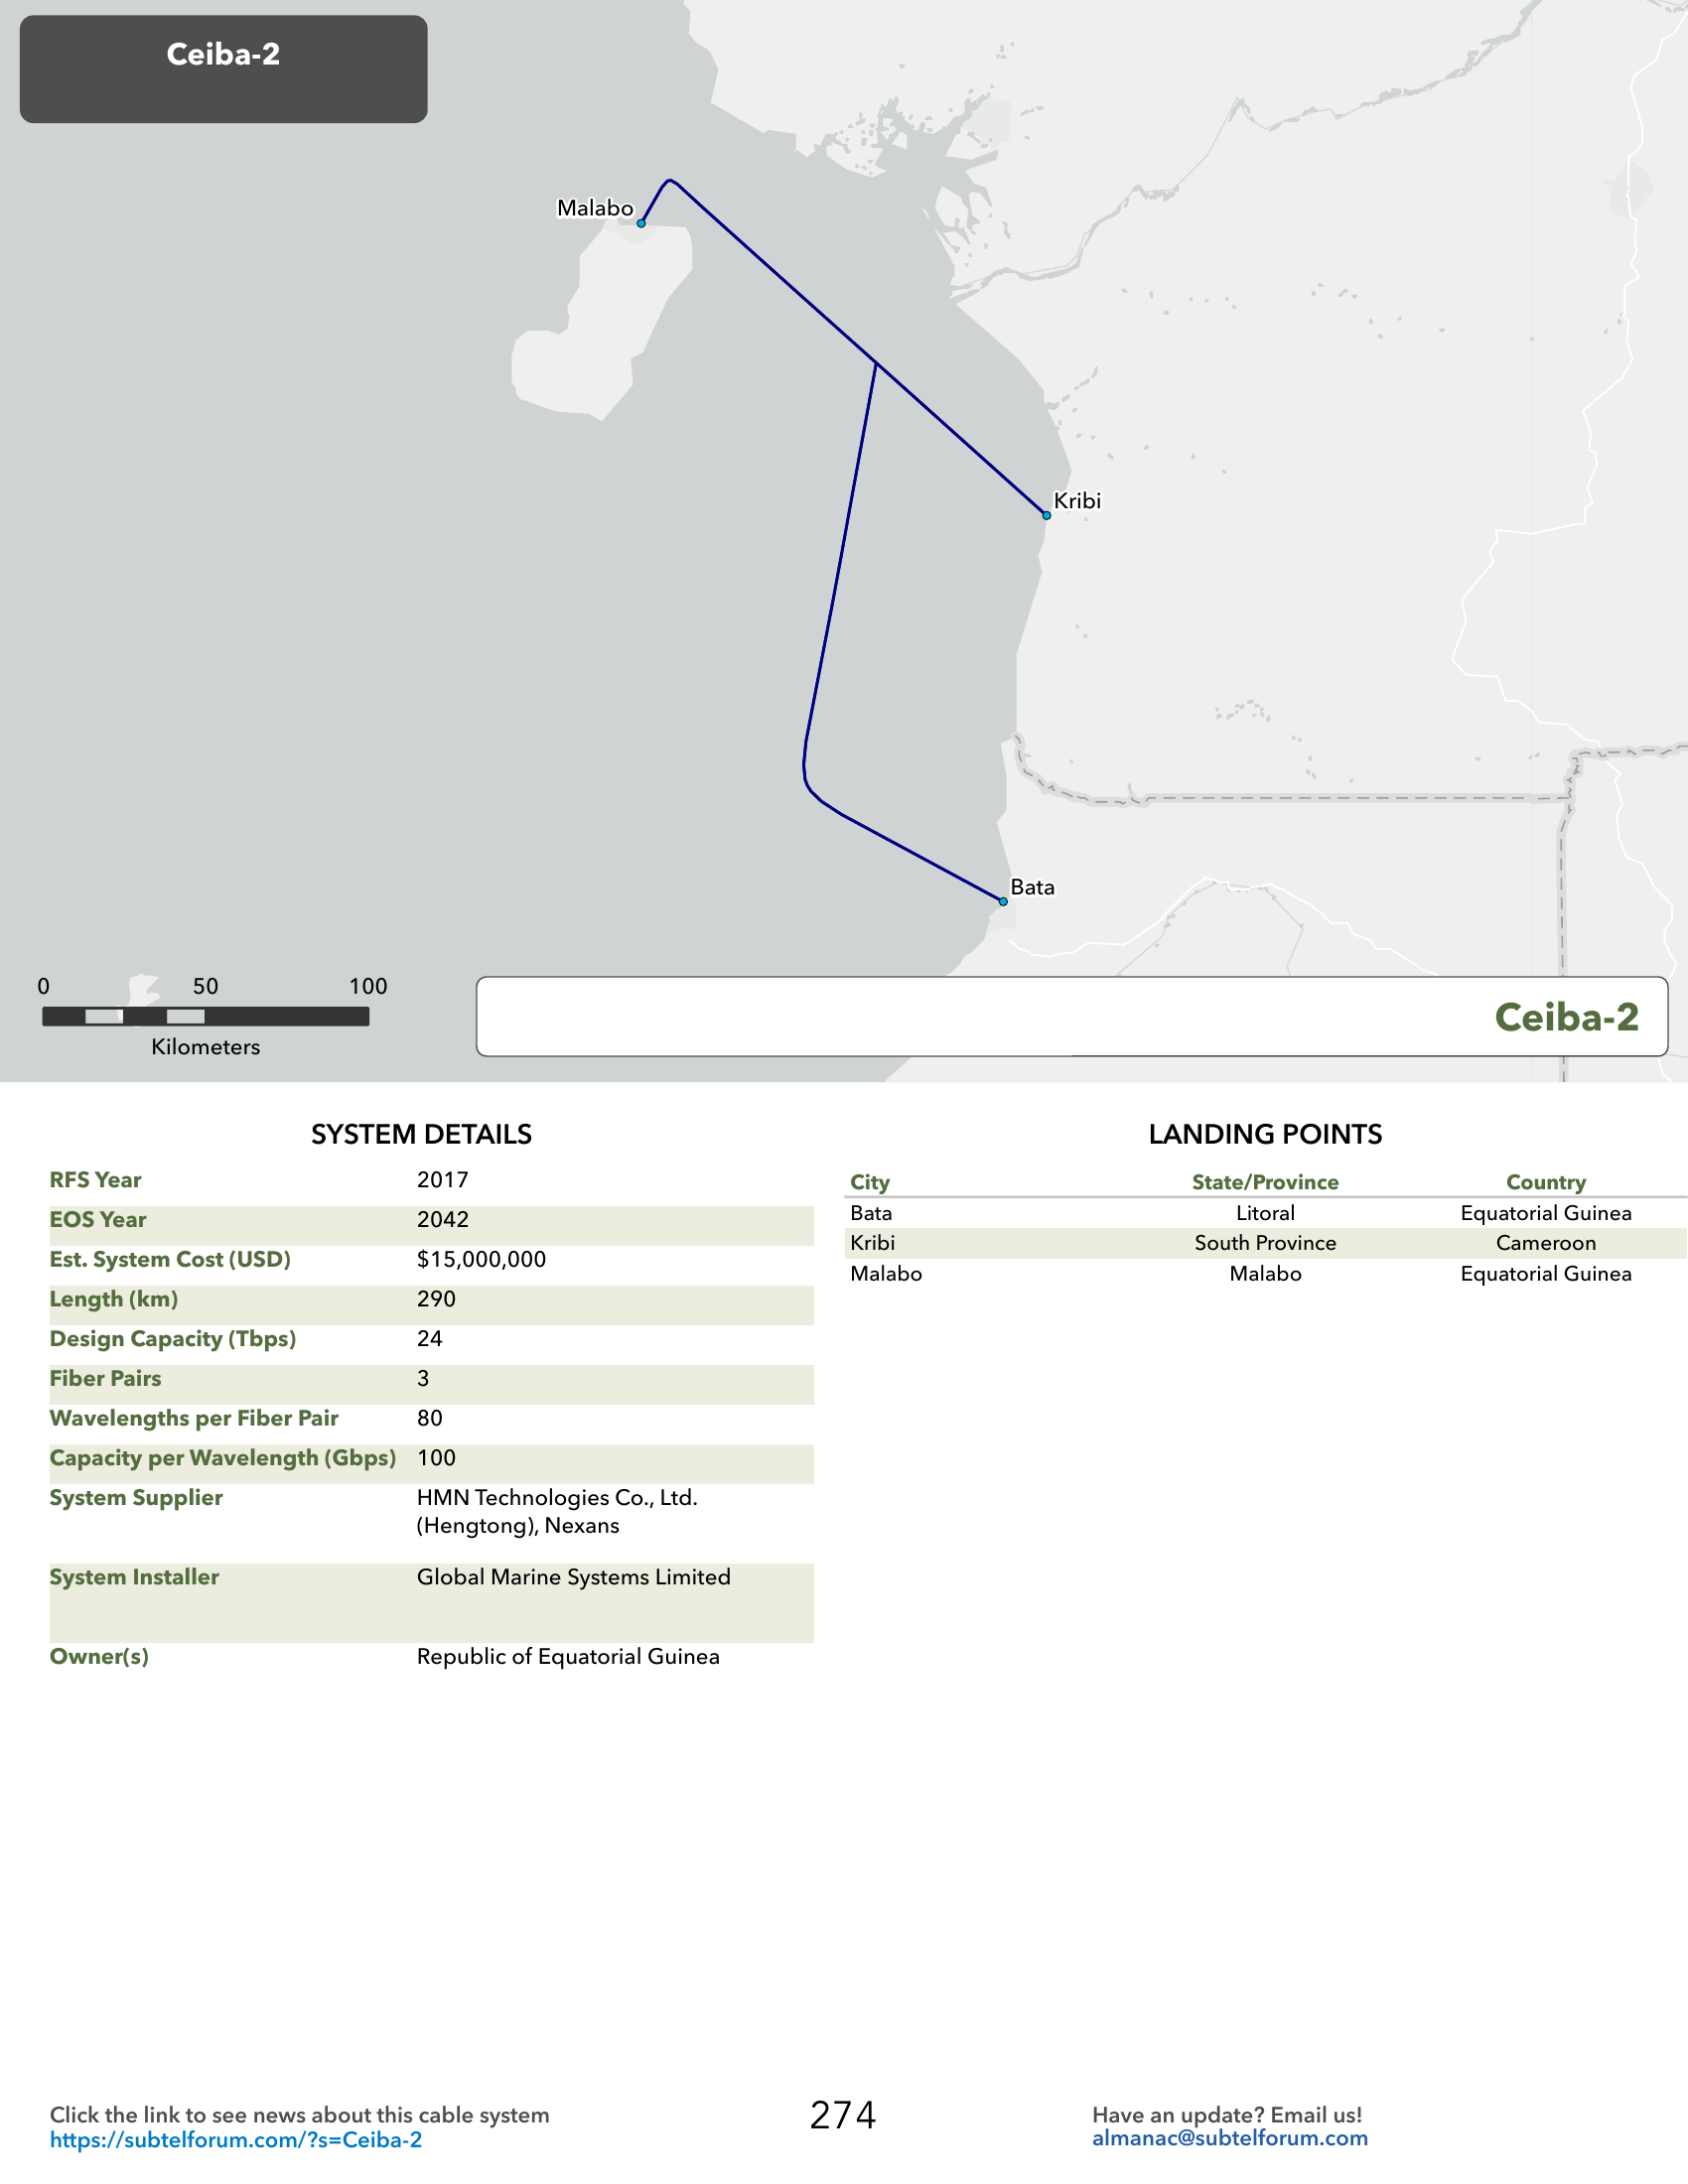 Ceiba-2
Malabo
Kribi
Bata
0 50 100
Kilometers
Ceiba-2
SYSTEM DETAILS
RFS Year 2017
EOS Year 2042
Est. System Cost (USD) $15,000,000
Length (km) 290
Design Capacity (Tbps) 24
Fiber Pairs 3
Wavelengths per Fiber Pair 80
Capacity per Wavelength (Gbps) 100
System Supplier HMN Technologies Co., Ltd.
(Hengtong), Nexans
System Installer Global Marine Systems Limited
Owner(s) Republic of Equatorial Guinea
LANDING POINTS
City State/Province Country
Bata Litoral Equatorial Guinea
Kribi South Province Cameroon
Malabo Malabo Equatorial Guinea
Click the link to see news about this cable system
https://subtelforum.com/?s=Ceiba-2
274
Have an update? Email us!
almanac@subtelforum.com